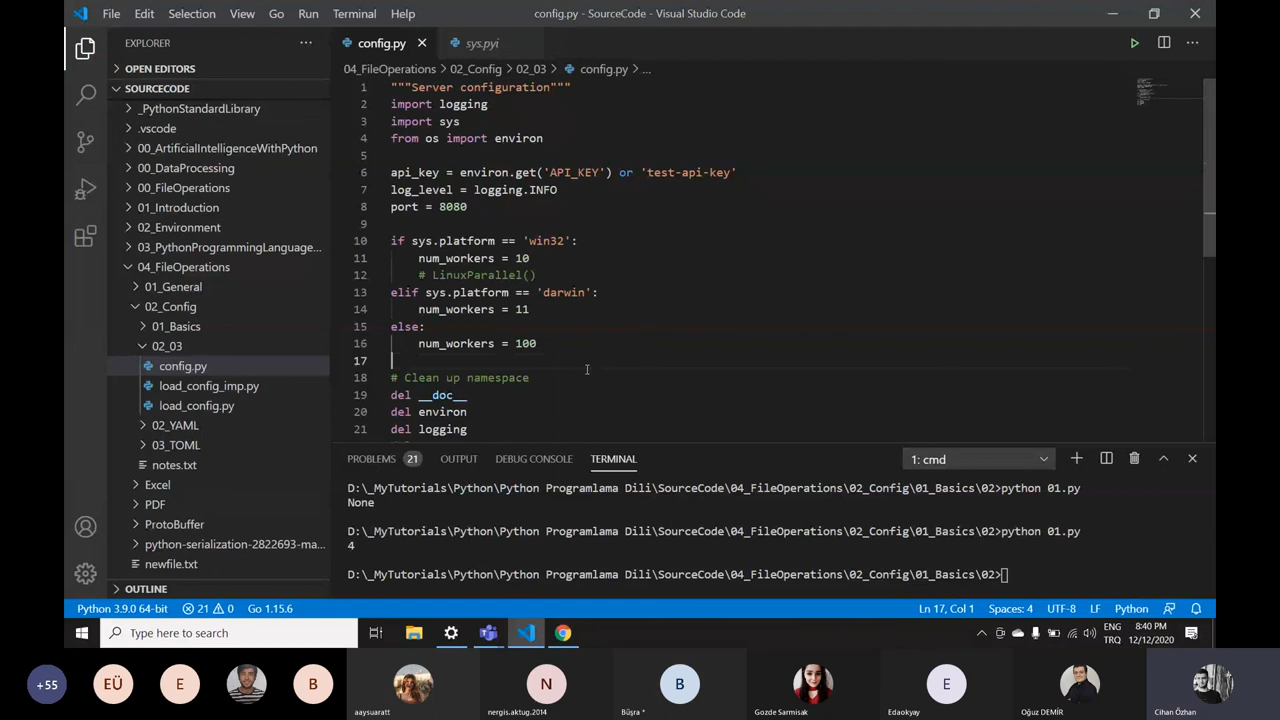 File Edit Selection View Go Run Terminal Help
config.py - SourceCode - Visual Studio Code
EXPLORER
OPEN EDITORS
SOURCECODE
_PythonStandardLibrary
.vscode
00_ArtificialIntelligenceWithPython
00_DataProcessing
00_FileOperations
01_Introduction
02_Environment
03_PythonProgrammingLanguage...
04_FileOperations
01_General
02_Config
01_Basics
02_03
config.py
load_config_imp.py
load_config.py
02_YAML
03_TOML
notes.txt
Excel
PDF
ProtoBuffer
python-serialization-2822693-ma...
newfile.txt
OUTLINE
config.py
sys.pyi
04_FileOperations > 02_Config > 02_03 > config.py > ...
1 """Server configuration"""
2 import logging
3 import sys
4 from os import environ
5
6 api_key = environ.get('API_KEY') or 'test-api-key'
7 log_level = logging.INFO
8 port = 8080
9
10 if sys.platform == 'win32':
11 num_workers = 10
12 # LinuxParallel()
13 elif sys.platform == 'darwin':
14 num_workers = 11
15 else:
16 num_workers = 100
17
18 # Clean up namespace
19 del __doc__
20 del environ
21 del logging
PROBLEMS 21 OUTPUT DEBUG CONSOLE TERMINAL
1: cmd
D:\_MyTutorials\Python\Python Programlama Dili\SourceCode\04_FileOperations\02_Config\01_Basics\02>python 01.py
None
D:\_MyTutorials\Python\Python Programlama Dili\SourceCode\04_FileOperations\02_Config\01_Basics\02>python 01.py
4
D:\_MyTutorials\Python\Python Programlama Dili\SourceCode\04_FileOperations\02_Config\01_Basics\02>
Python 3.9.0 64-bit 21 0 Go 1.15.6
Ln 17, Col 1 Spaces: 4 UTF-8 LF Python
Type here to search
ENG
TRQ
8:40 PM
12/12/2020
+55
EÜ
E
B
aaysuaratt
N
nergis.aktug.2014
B
Büşra *
Gozde Sarmisak
E
Edaokyay
Oğuz DEMİR
Cihan Özhan